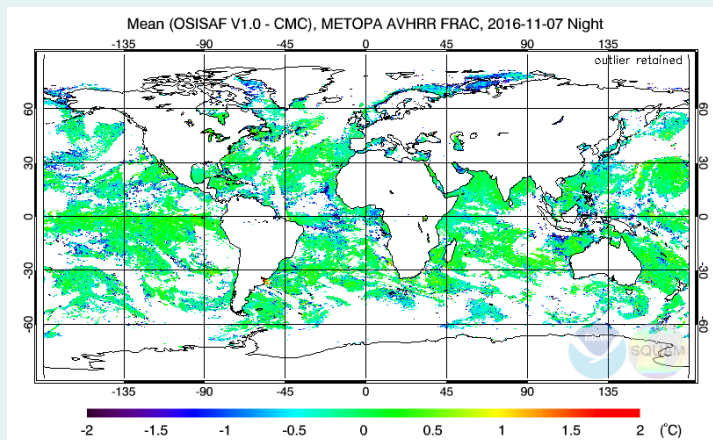 Mean (OSISAF V1.0 - CMC), METOPA AVHRR FRAC, 2016-11-07 Night
-135 -90 -45 0 45 90 135
outlier retained
60 60
30 30
0 0
-30 -30
-60 -60
SQUAM
-135 -90 -45 0 45 90 135
-2 -1.5 -1 -0.5 0 0.5 1 1.5 2 (°C)